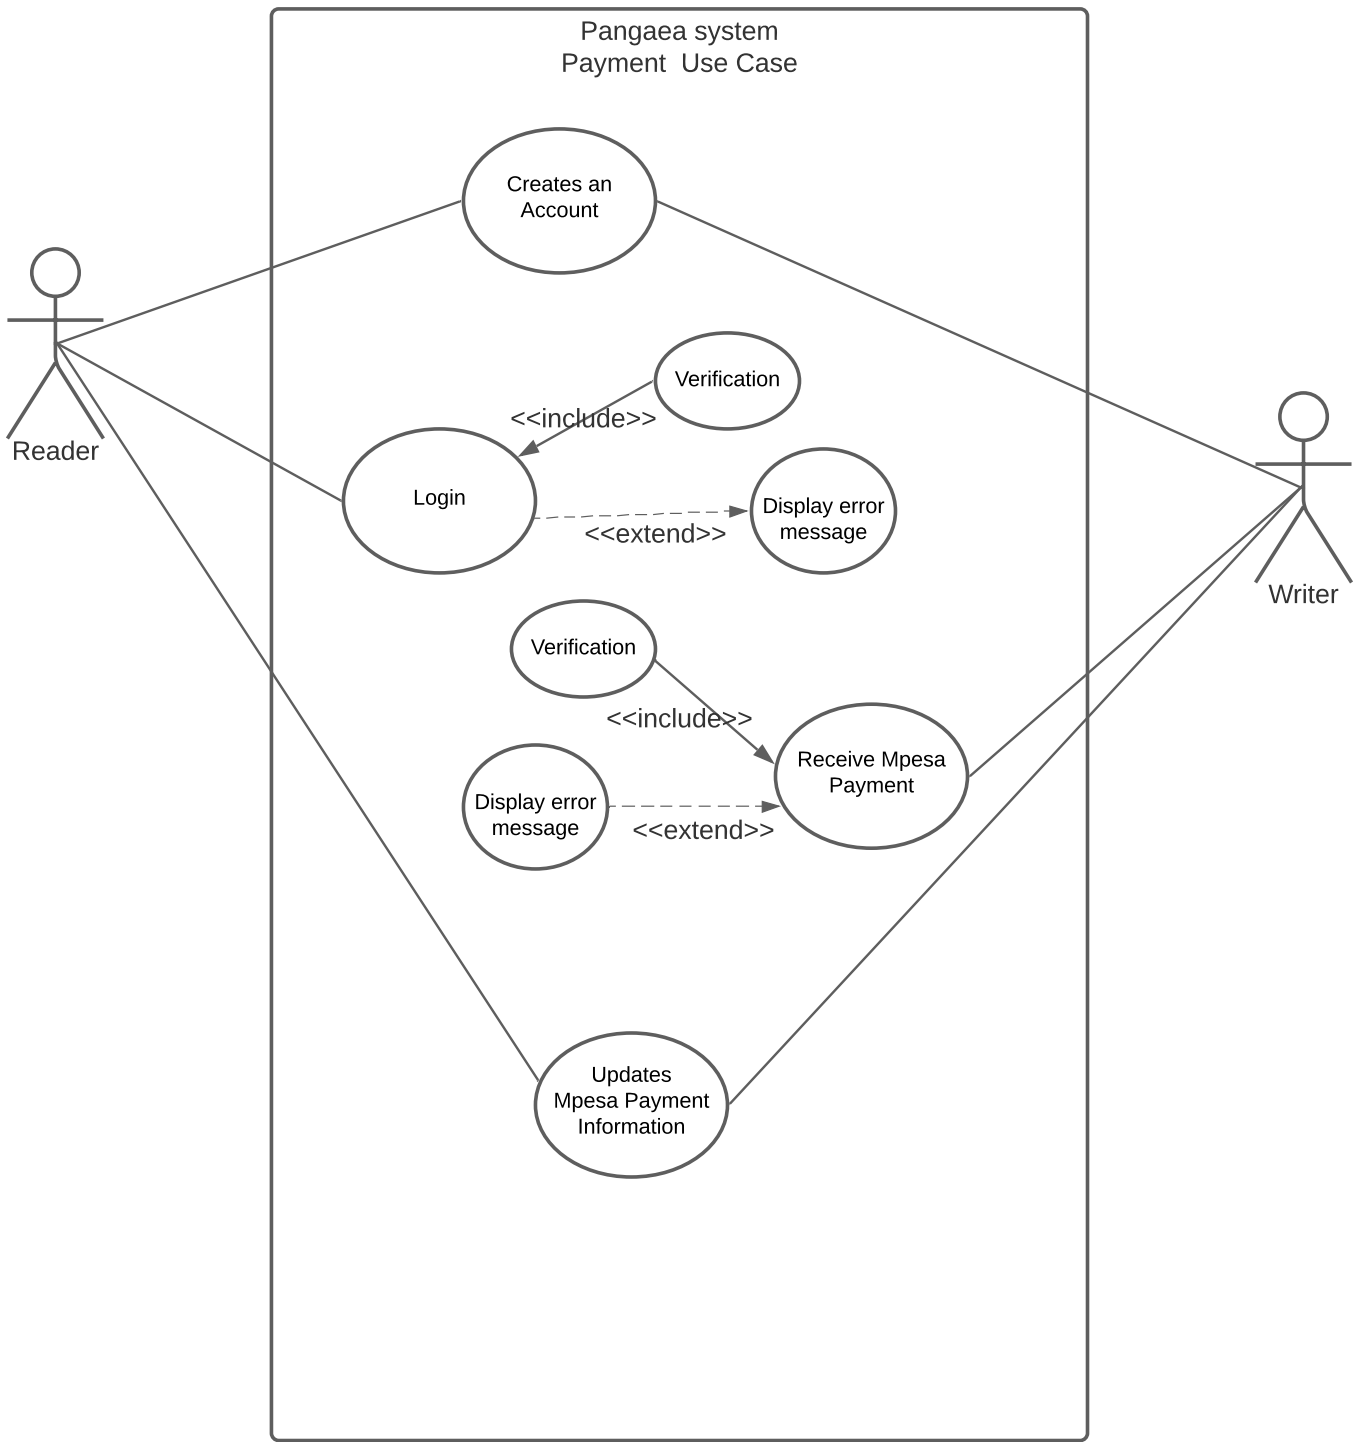 Pangaea system
Payment  Use Case
Creates an
Account
Verification
<<include>>
Reader
Login
Display error
message
<<extend>>
Writer
Verification
<<include>>
Receive Mpesa
Payment
Display error
message
<<extend>>
Updates
Mpesa Payment
Information